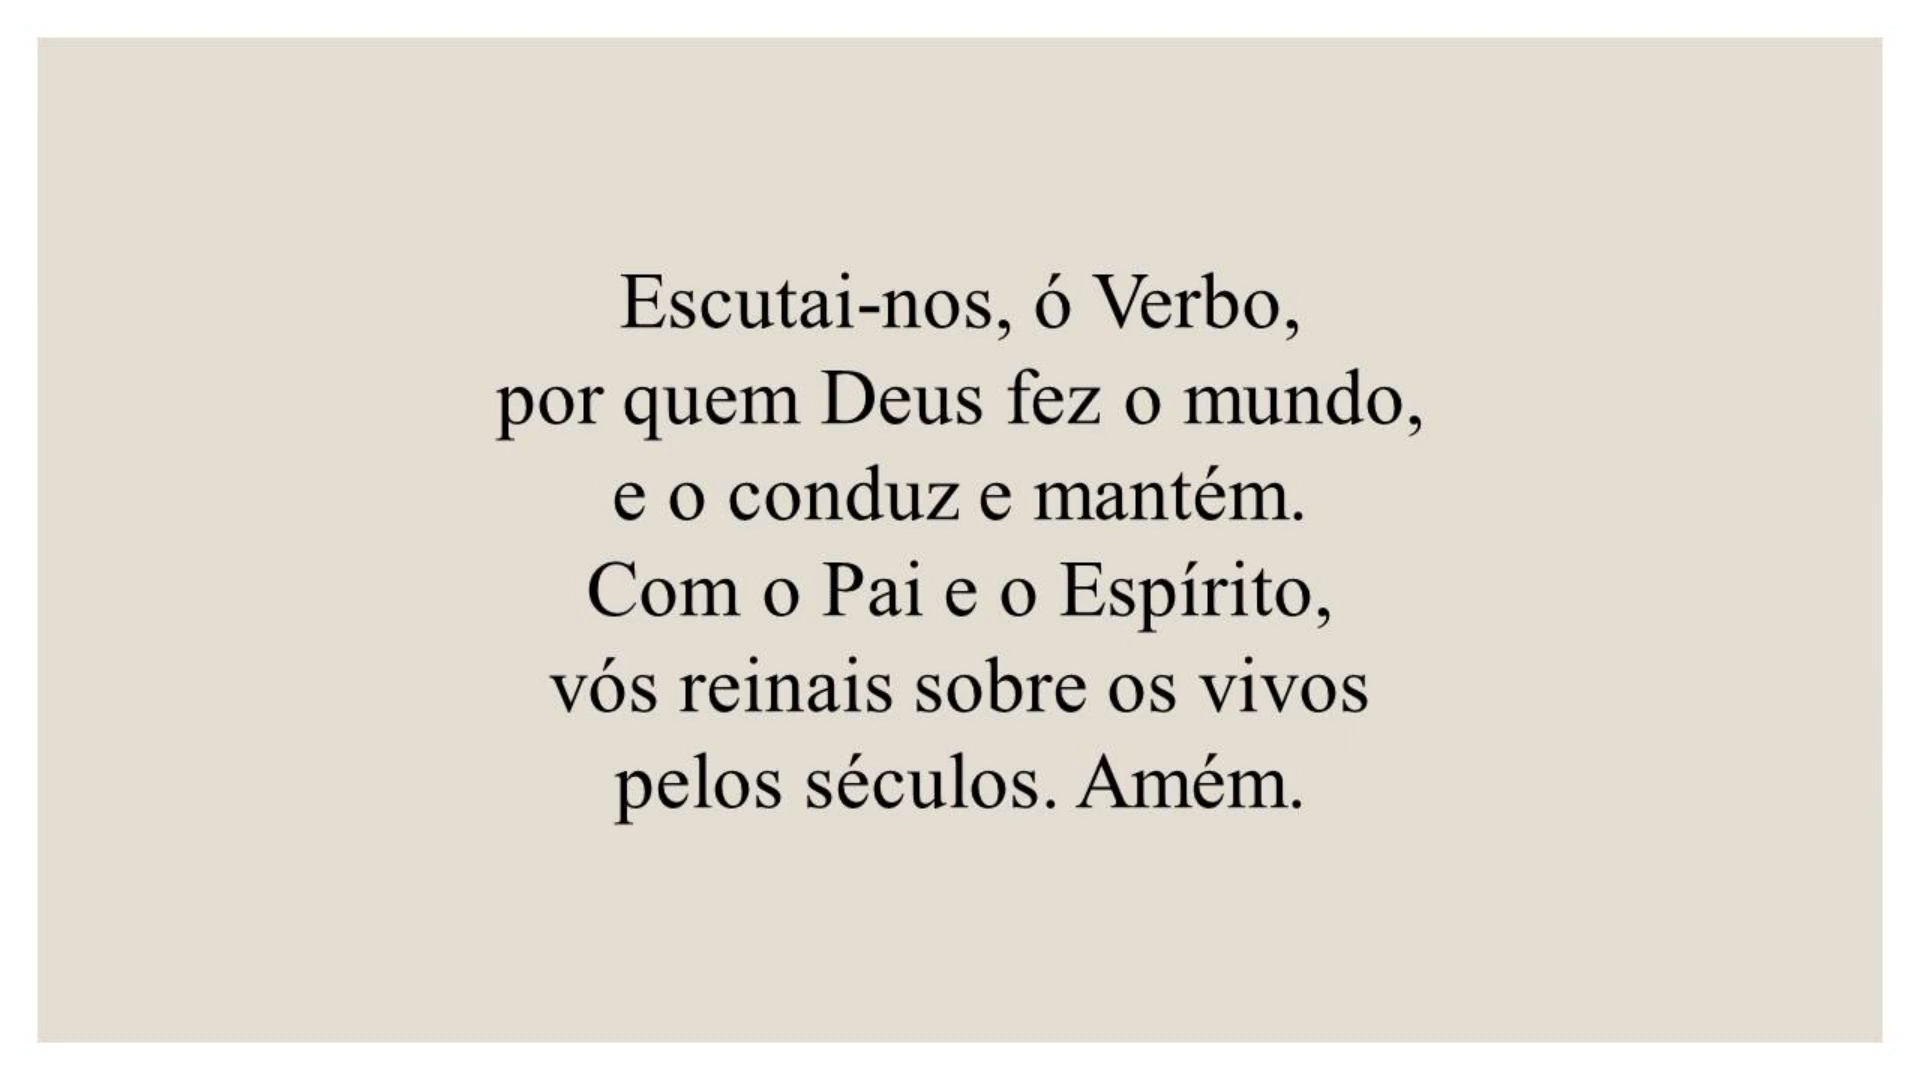 Escutai-nos, ó Verbo,
por quem Deus fez o mundo,
e o conduz e mantém.
Com o Pai e o Espírito,
vós reinais sobre os vivos
pelos séculos. Amém.